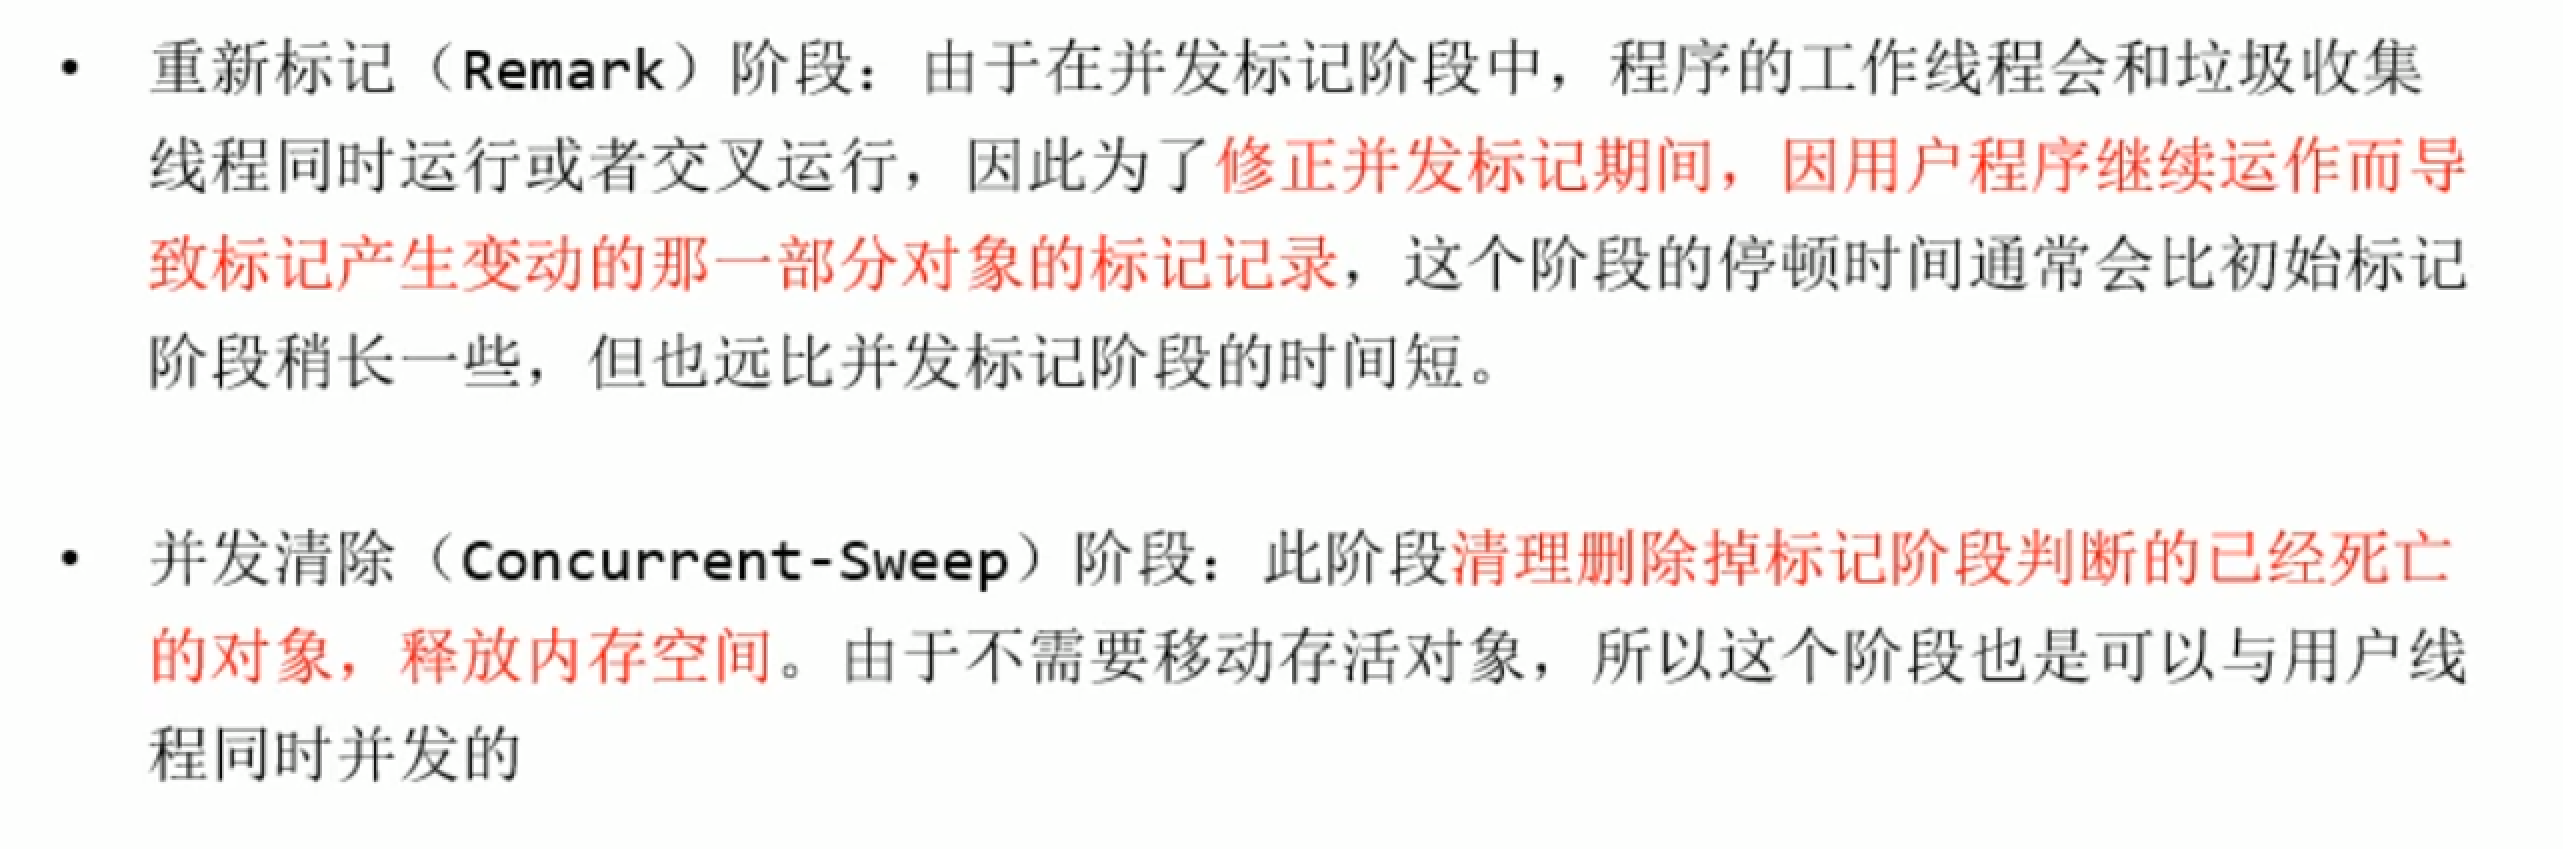 • 重新标记（Remark）阶段：由于在并发标记阶段中，程序的工作线程会和垃圾收集
线程同时运行或者交叉运行，因此为了修正并发标记期间，因用户程序继续运作而导
致标记产生变动的那一部分对象的标记记录，这个阶段的停顿时间通常会比初始标记
阶段稍长一些，但也远比并发标记阶段的时间短。
• 并发清除（Concurrent-Sweep）阶段：此阶段清理删除掉标记阶段判断的已经死亡
的对象，释放内存空间。由于不需要移动存活对象，所以这个阶段也是可以与用户线
程同时并发的